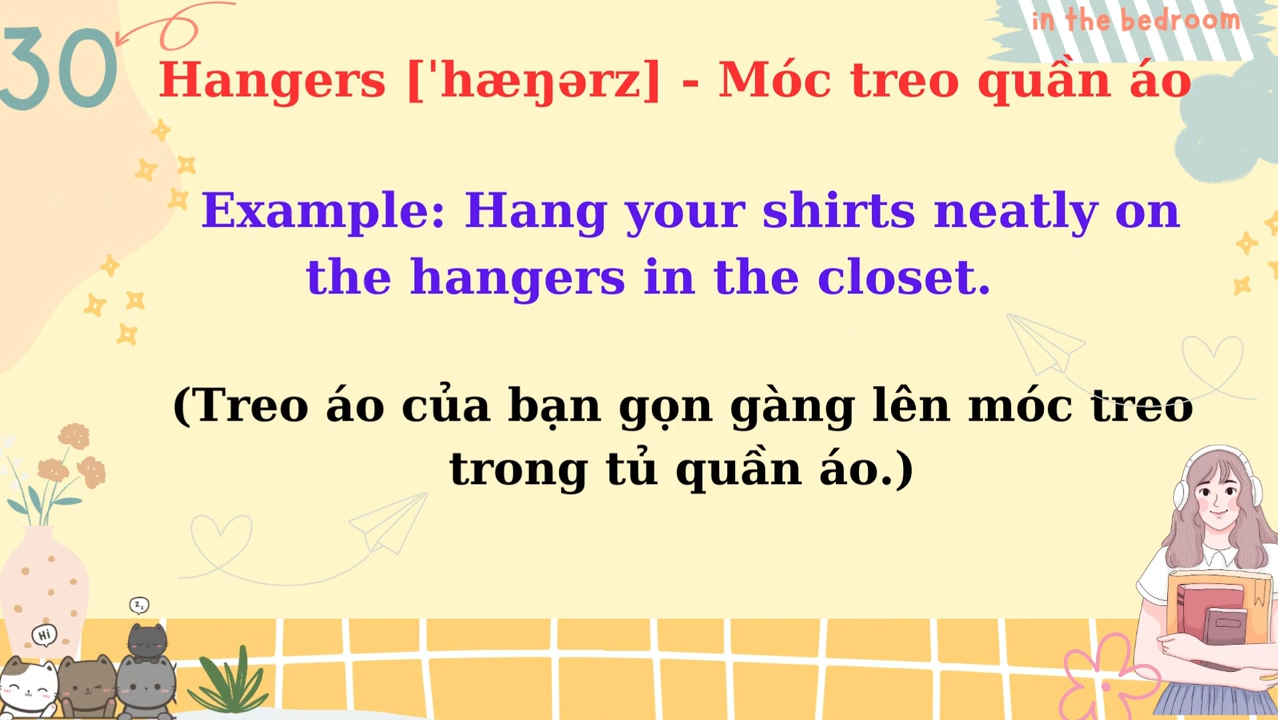 in the bedroom
30
Hangers [ˈhæŋərz] - Móc treo quần áo
Example: Hang your shirts neatly on
the hangers in the closet.
(Treo áo của bạn gọn gàng lên móc treo
trong tủ quần áo.)
z z
Hi